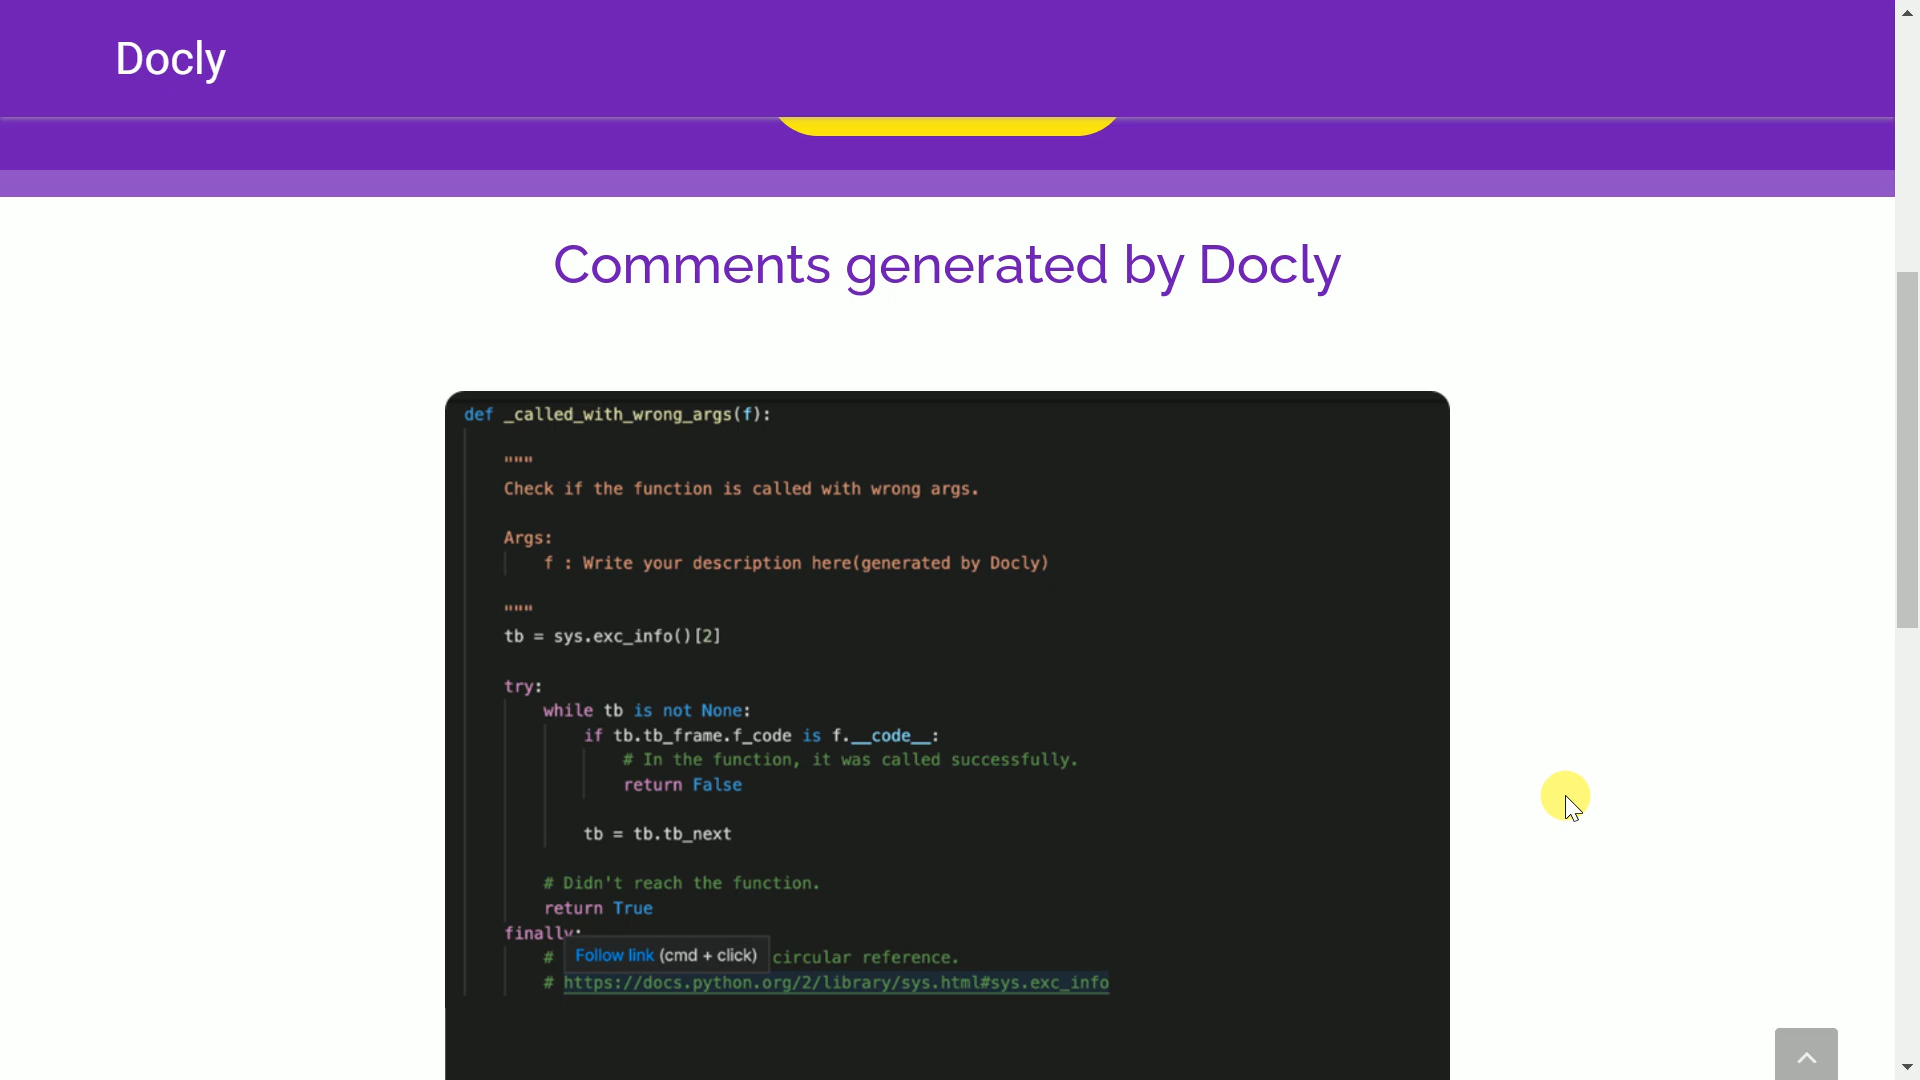 Docly
Comments generated by Docly
def _called_with_wrong_args(f):
"""
Check if the function is called with wrong args.
Args:
f : Write your description here(generated by Docly)
"""
tb = sys.exc_info()[2]
try:
while tb is not None:
if tb.tb_frame.f_code is f.__code__:
# In the function, it was called successfully.
return False
tb = tb.tb_next
# Didn't reach the function.
return True
finally:
Follow link (cmd + click)
# circular reference.
# https://docs.python.org/2/library/sys.html#sys.exc_info